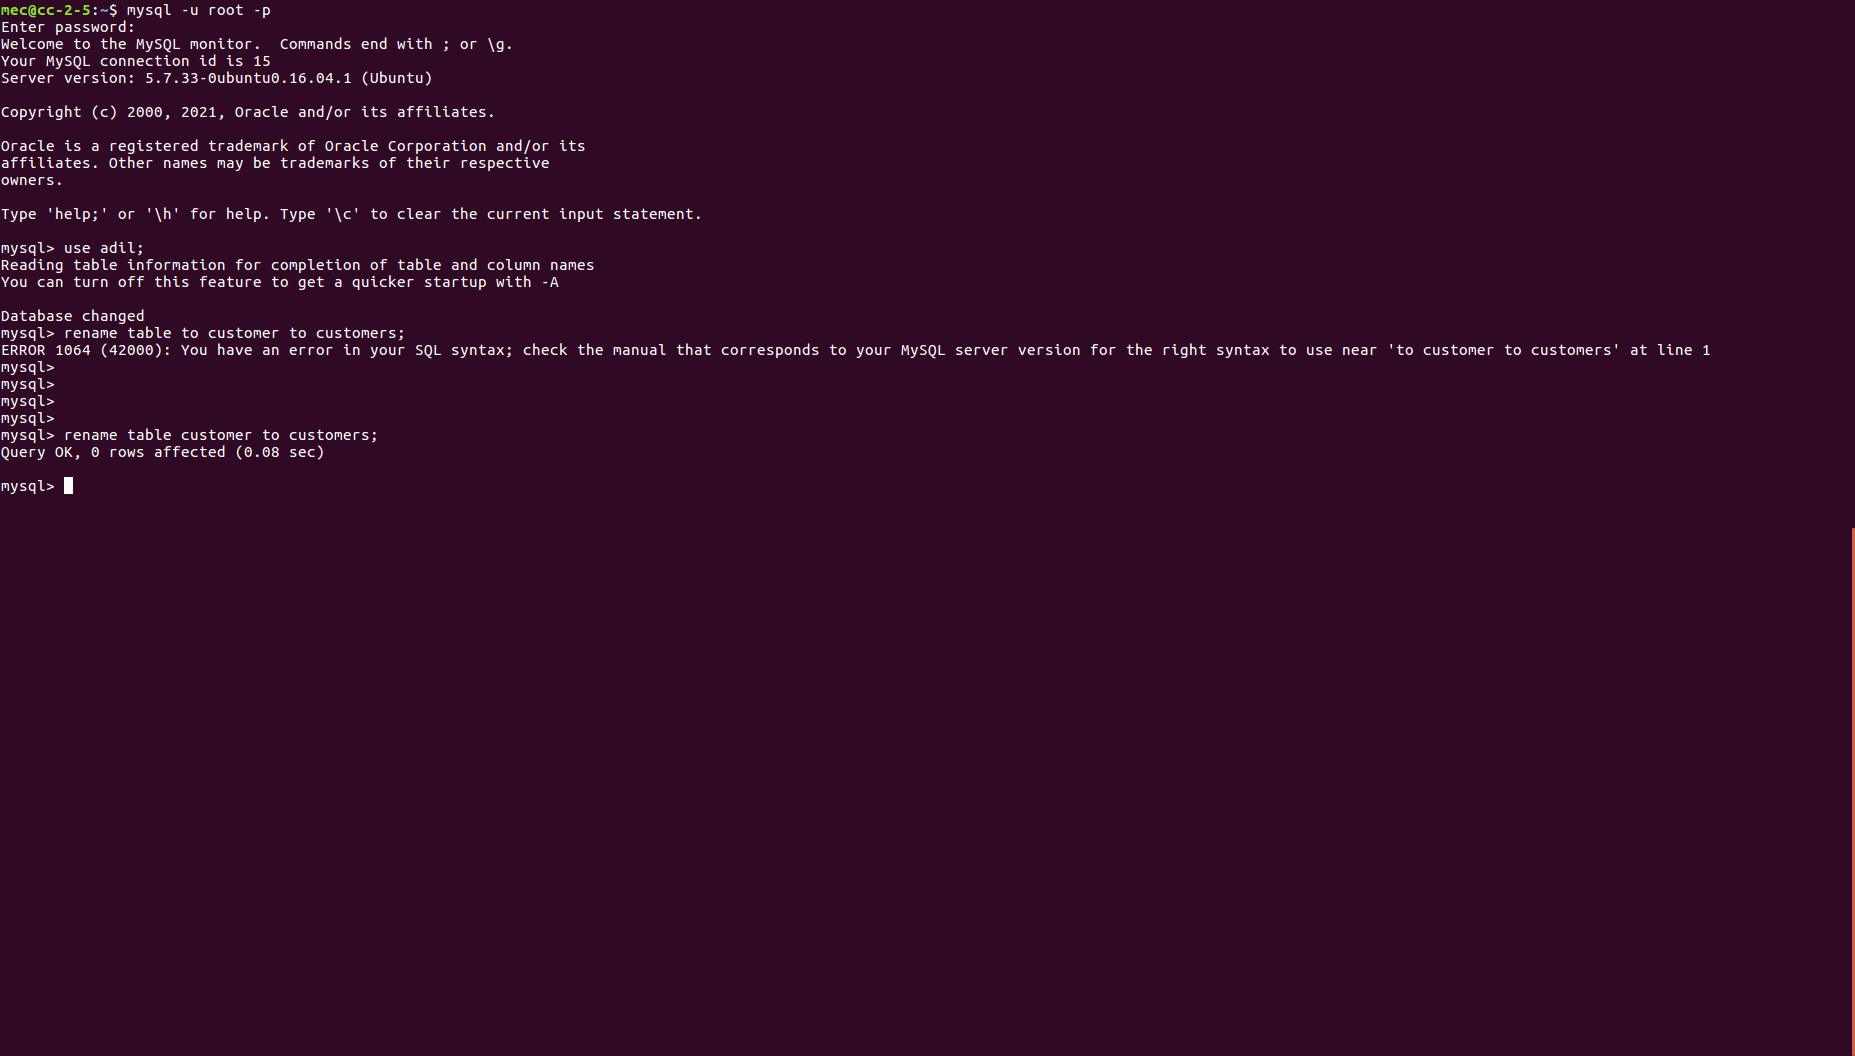 mec@cc-2-5:~$ mysql -u root -p
Enter password:
Welcome to the MySQL monitor.  Commands end with ; or \g.
Your MySQL connection id is 15
Server version: 5.7.33-0ubuntu0.16.04.1 (Ubuntu)
Copyright (c) 2000, 2021, Oracle and/or its affiliates.
Oracle is a registered trademark of Oracle Corporation and/or its
affiliates. Other names may be trademarks of their respective
owners.
Type 'help;' or '\h' for help. Type '\c' to clear the current input statement.
mysql> use adil;
Reading table information for completion of table and column names
You can turn off this feature to get a quicker startup with -A
Database changed
mysql> rename table to customer to customers;
ERROR 1064 (42000): You have an error in your SQL syntax; check the manual that corresponds to your MySQL server version for the right syntax to use near 'to customer to customers' at line 1
mysql>
mysql>
mysql>
mysql>
mysql> rename table customer to customers;
Query OK, 0 rows affected (0.08 sec)
mysql>